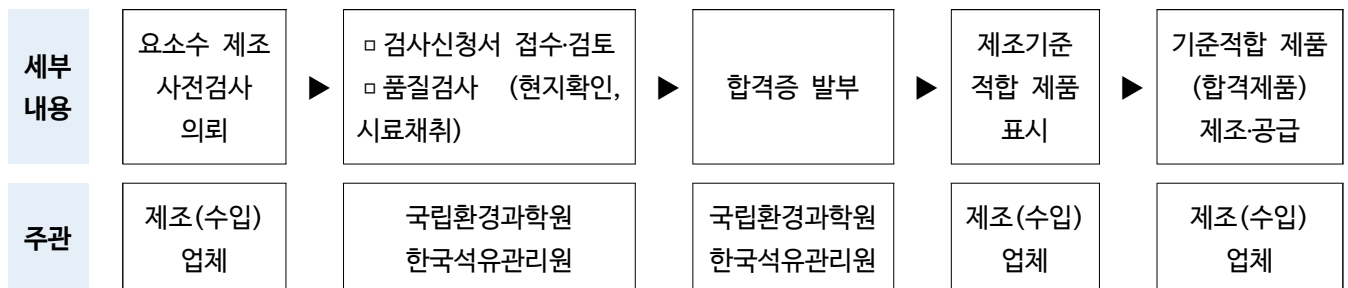 세부
내용
요소수 제조
사전검사
의뢰
▶
▫ 검사신청서 접수·검토
▫ 품질검사 (현지확인,
시료채취)
▶
합격증 발부
▶
제조기준
적합 제품
표시
▶
기준적합 제품
(합격제품)
제조·공급
주관
제조(수입)
업체
국립환경과학원
한국석유관리원
국립환경과학원
한국석유관리원
제조(수입)
업체
제조(수입)
업체